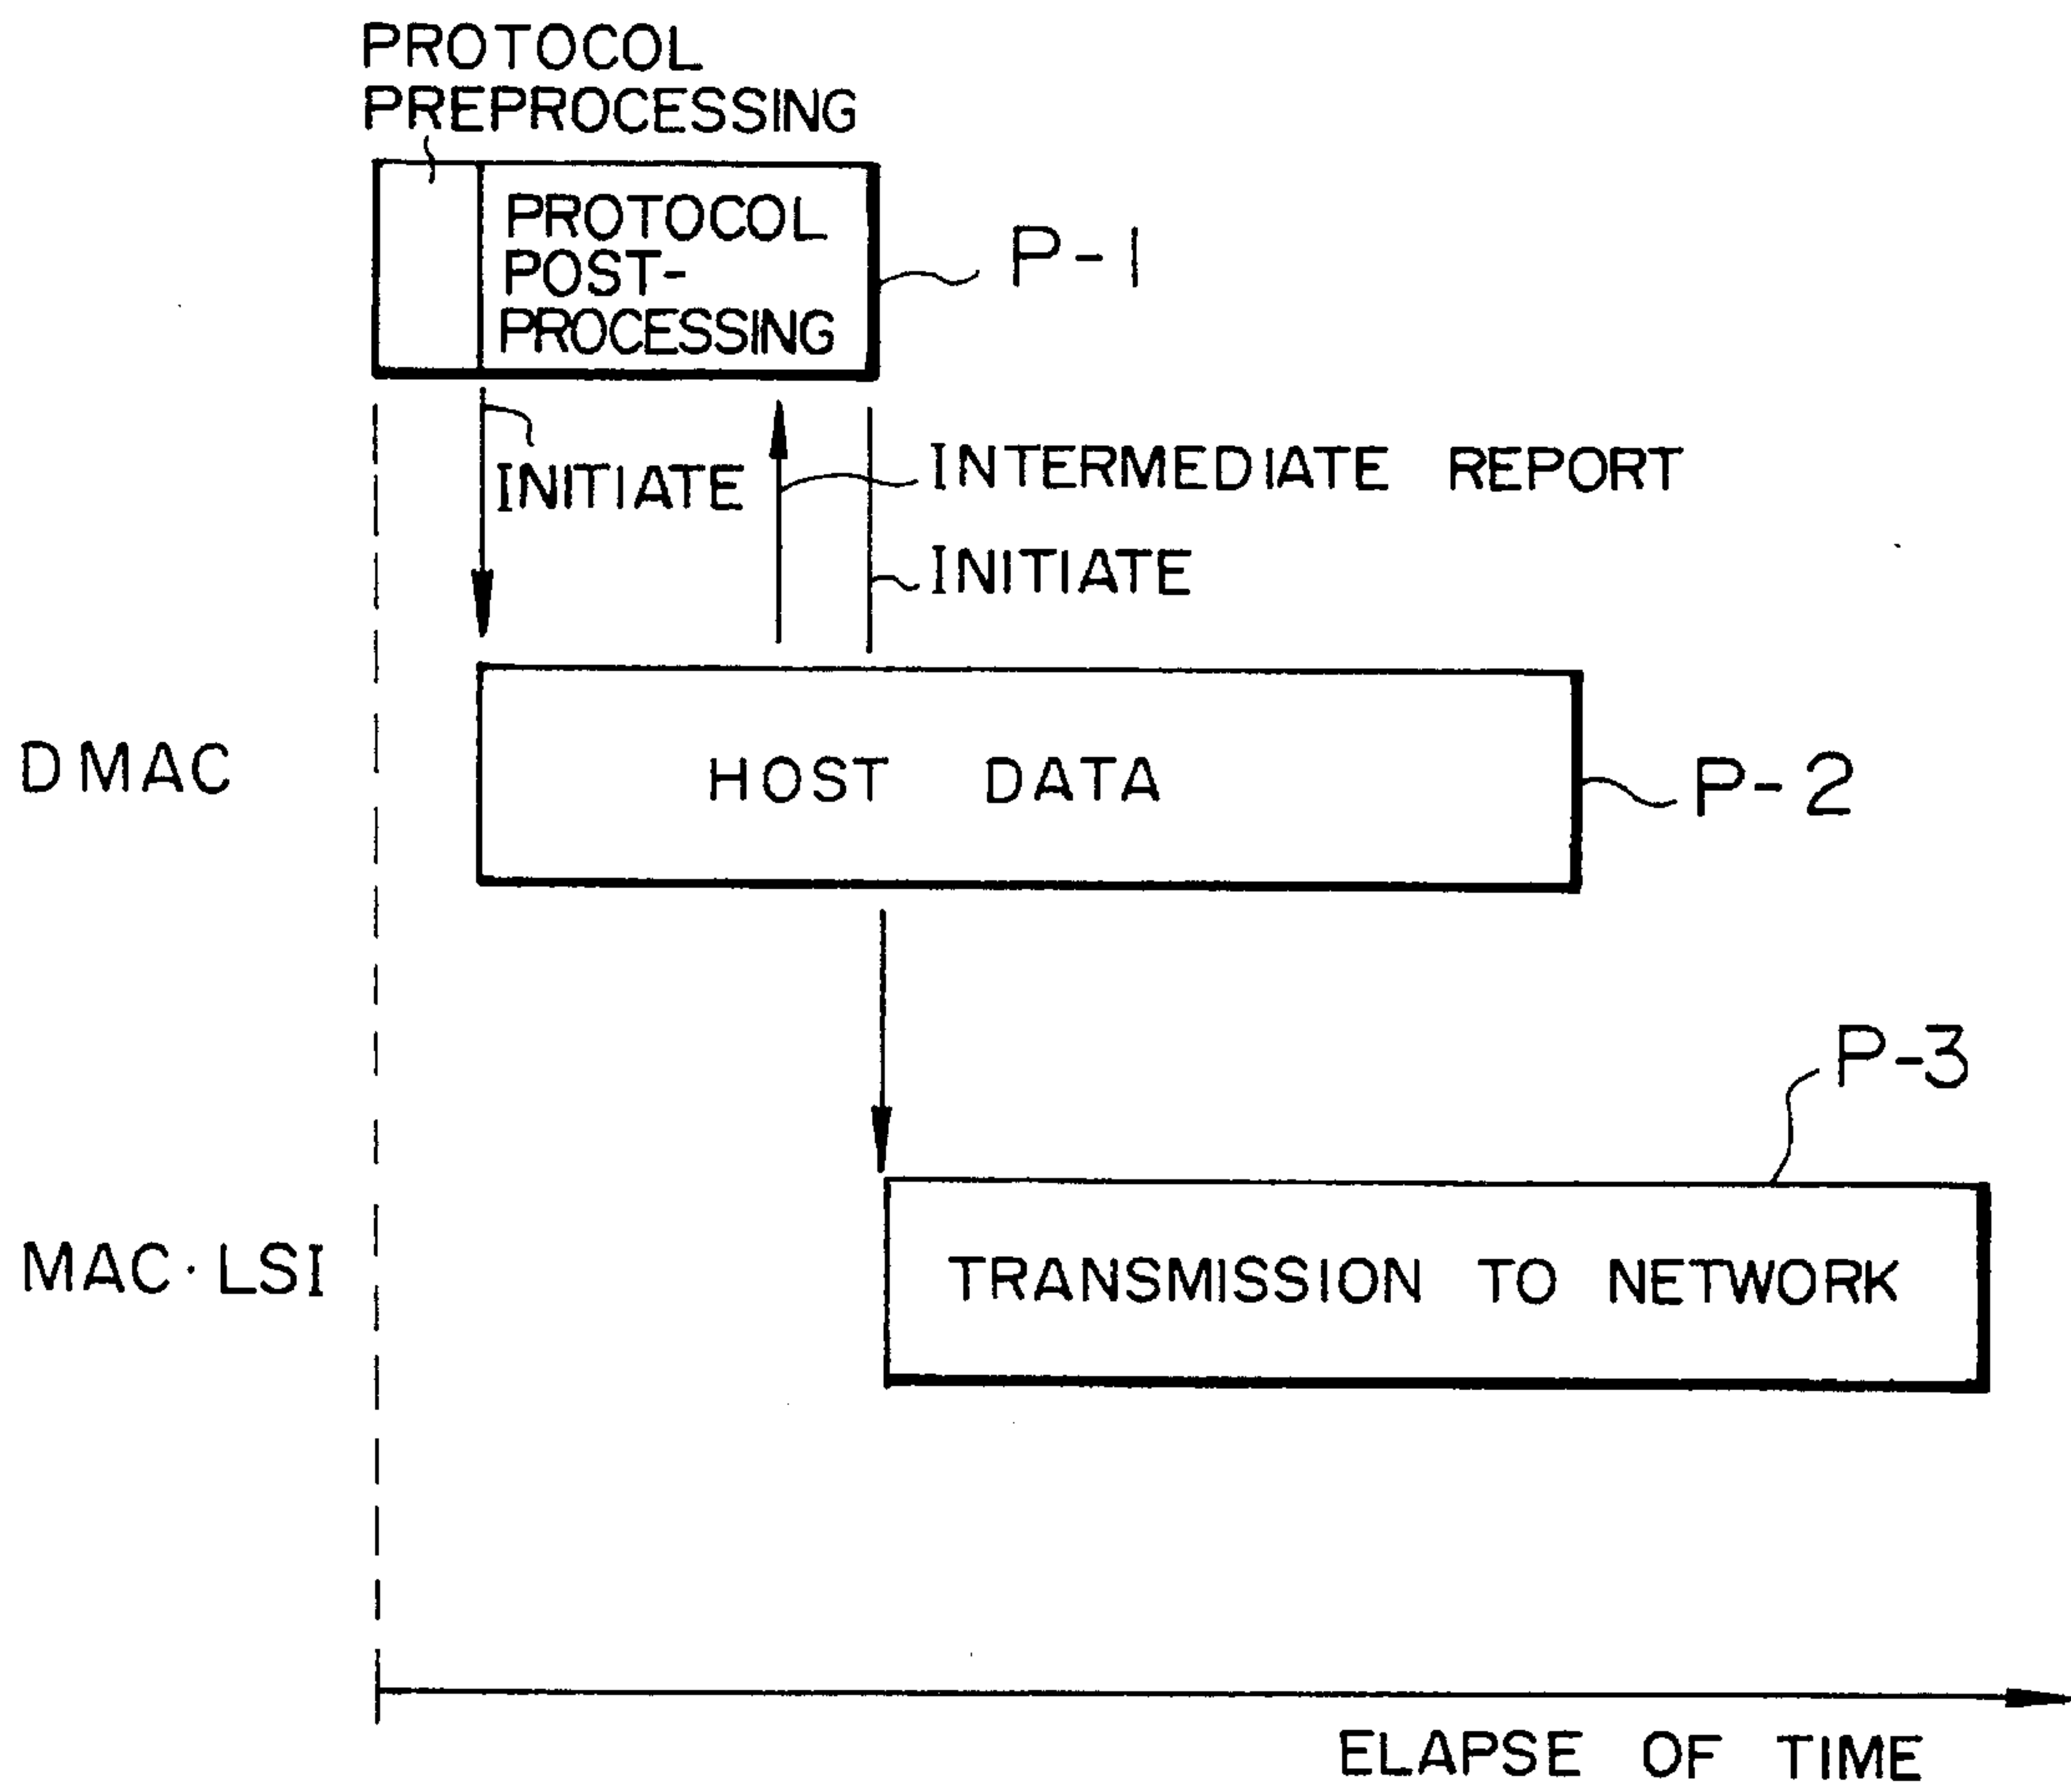 PROTOCOL
PREPROCESSING
PROTOCOL
POST-
PROCESSING
P-1
INITIATE
INTERMEDIATE REPORT
INITIATE
DMAC
HOST DATA
P-2
P-3
MAC·LSI
TRANSMISSION TO NETWORK
ELAPSE OF TIME